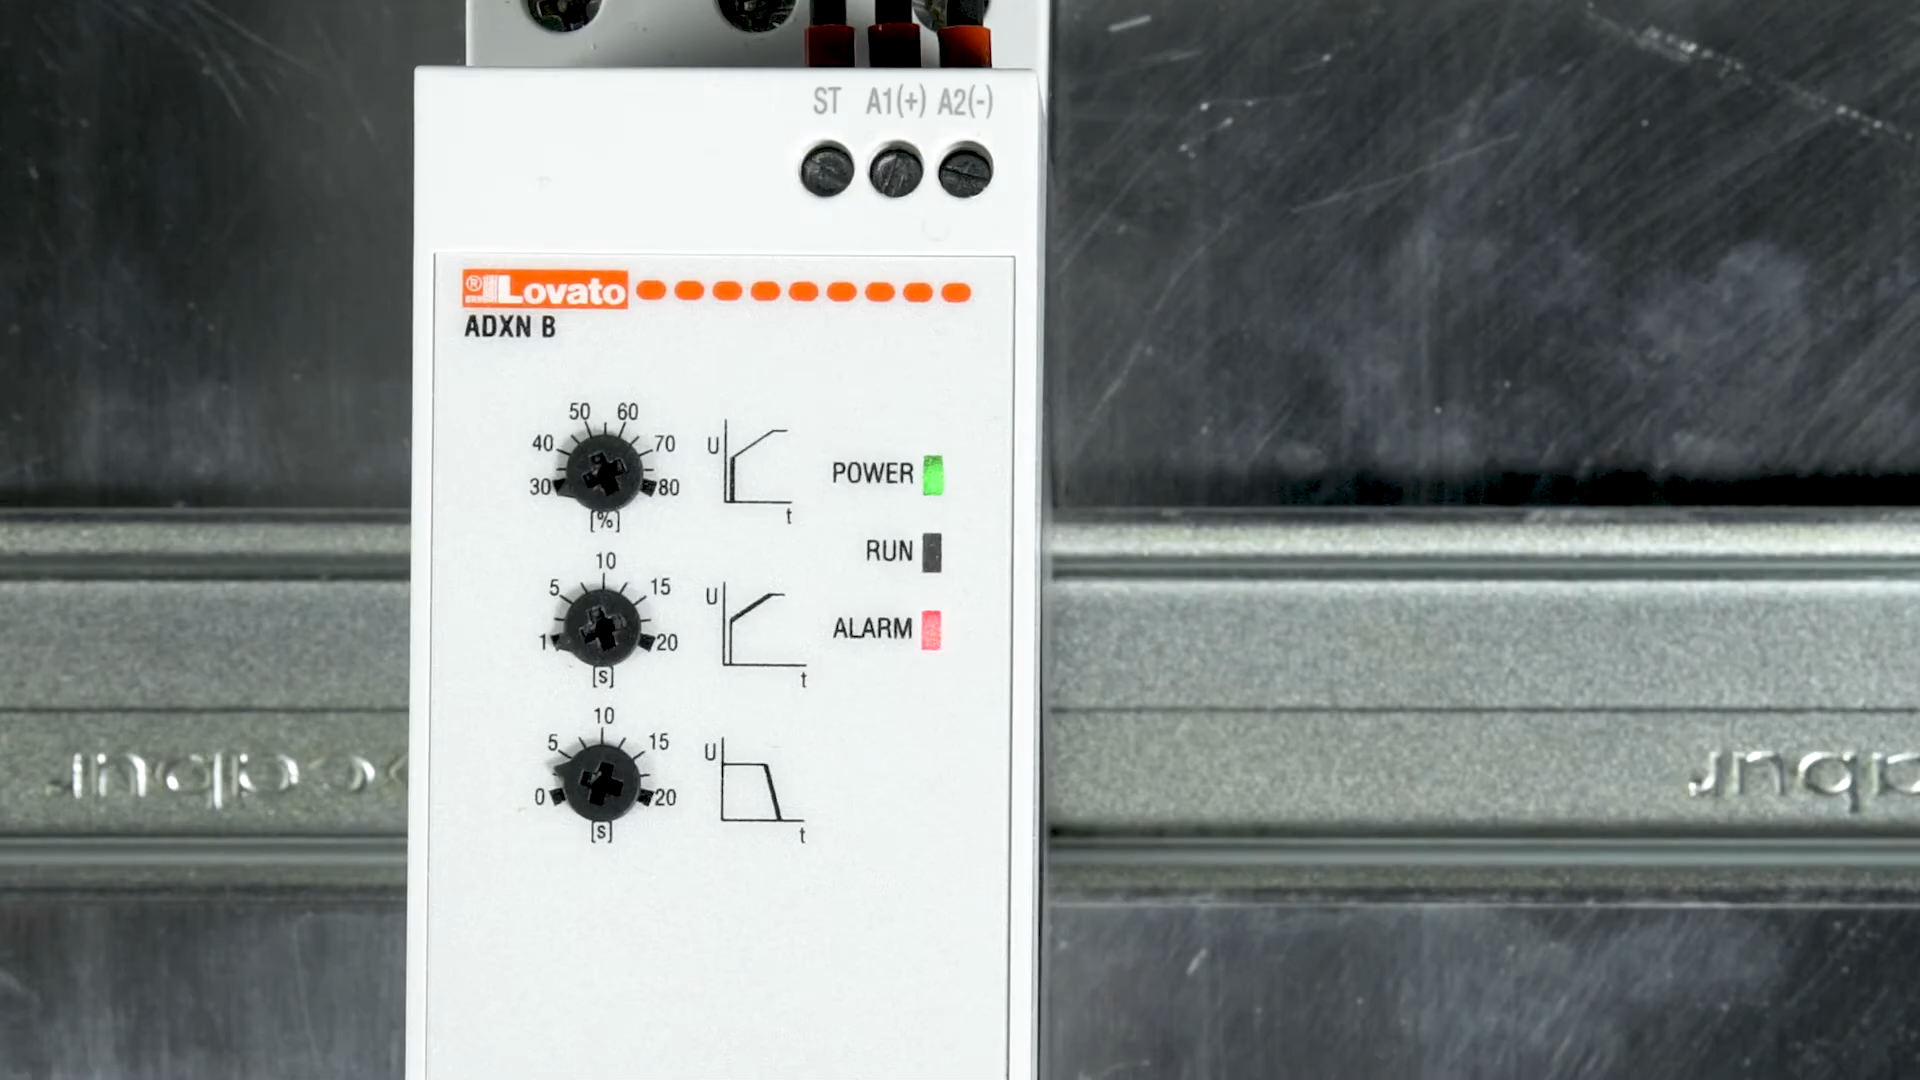 ST A1(+) A2(-)
® Lovato
ADXN B
50 60
40 70
30 80
[%]
U
t
POWER
RUN
ALARM
10
5 15
1 20
[s]
U
t
10
5 15
0 20
[s]
U
t